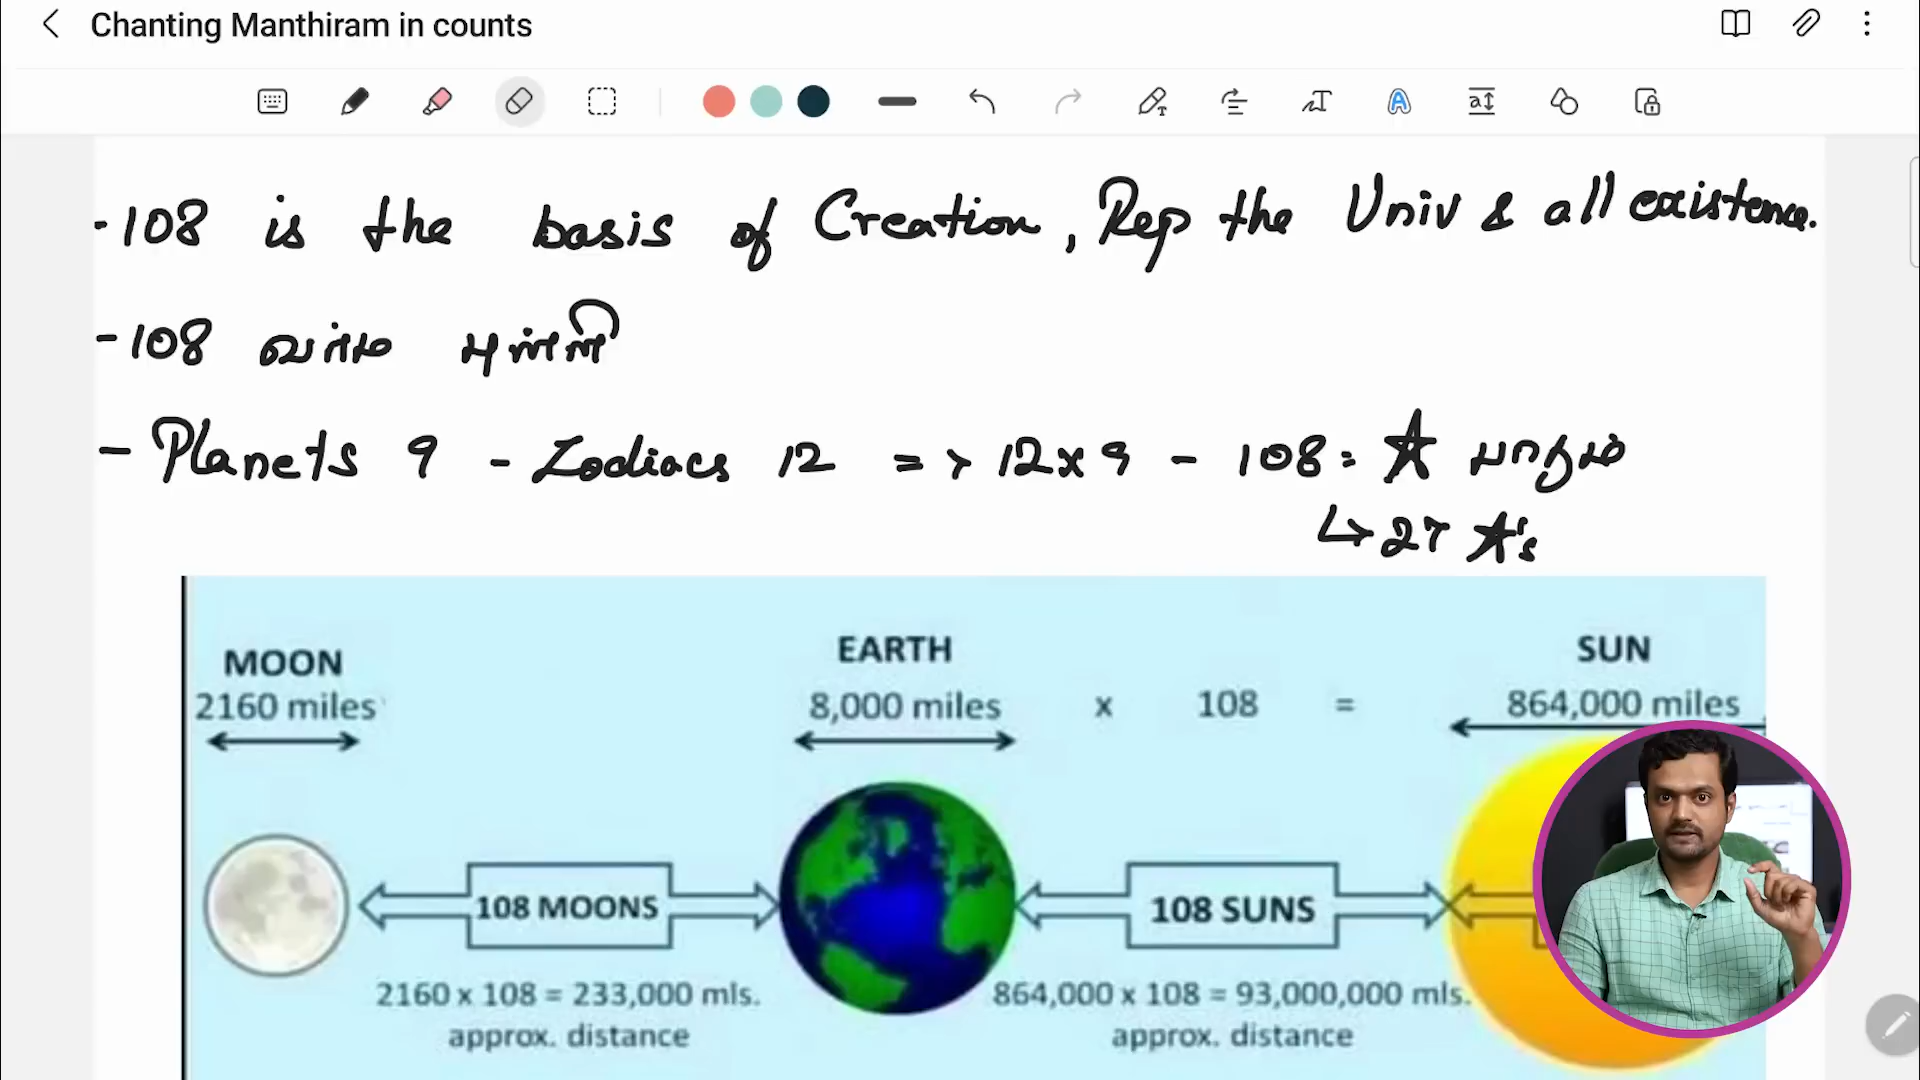 Chanting Manthiram in counts
-108 is the basis of Creation, Rep the Univ & all existence.
-108
- Planets 9 - Zodiacs 12 => 12x9 - 108 =
↳ 27 ★'s
MOON EARTH SUN
2160 miles 8,000 miles x 108 = 864,000 miles
108 MOONS 108 SUNS
2160 x 108 = 233,000 mls. 864,000 x 108 = 93,000,000 mls.
approx. distance approx. distance